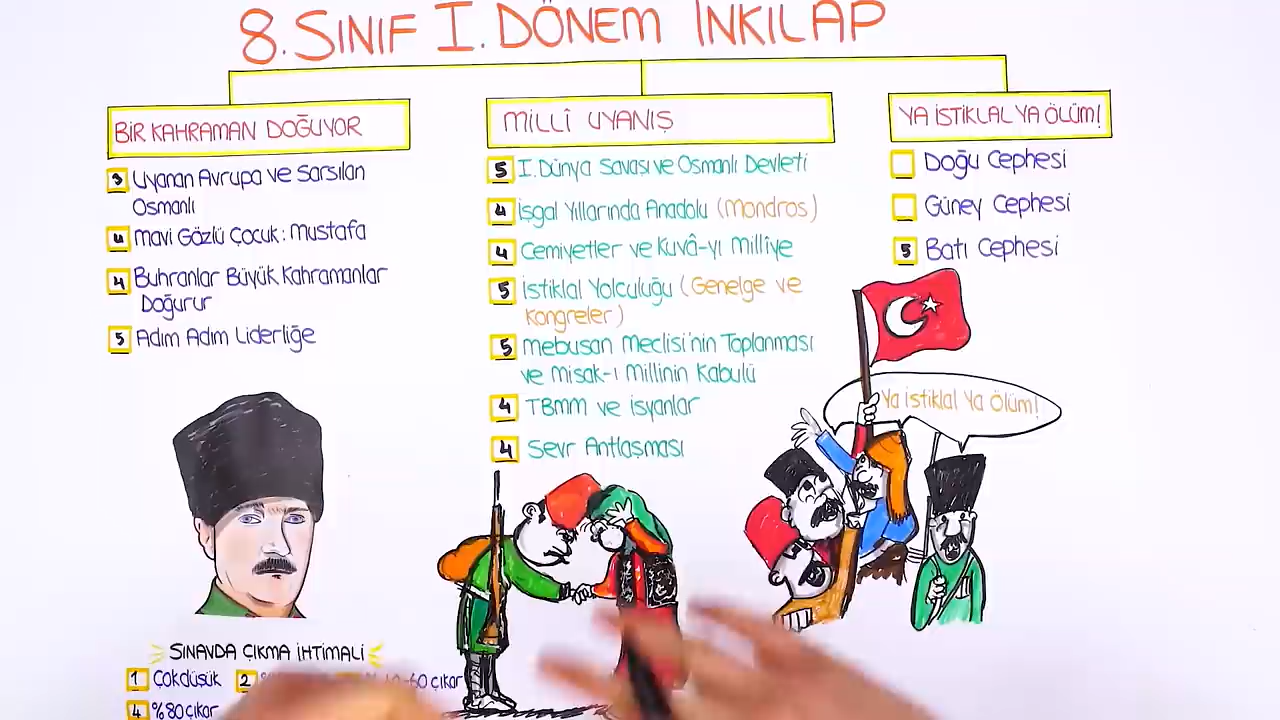 8. SINIF I. DÖNEM İNKILAP
BİR KAHRAMAN DOĞUYOR
3 Uyanan Avrupa ve Sarsılan
Osmanlı
4 Mavi Gözlü Çocuk: Mustafa
4 Buhranlar Büyük Kahramanlar
Doğurur
5 Adım Adım Liderliğe
MİLLÎ UYANIŞ
5 I. Dünya Savaşı ve Osmanlı Devleti
4 İşgal Yıllarında Anadolu (Mondros)
4 Cemiyetler ve Kuvâ-yı Milliye
5 İstiklal Yolculuğu (Genelge ve
Kongreler)
5 Mebusan Meclisi'nin Toplanması
ve Misak-ı Millinin Kabulü
4 TBMM ve İsyanlar
4 Sevr Antlaşması
YA İSTİKLAL YA ÖLÜM!
Doğu Cephesi
Güney Cephesi
5 Batı Cephesi
Ya istiklal Ya Ölüm!
SINAVDA ÇIKMA İHTİMALİ
1 Çok düşük 2 60 çıkar
4 %80 çıkar